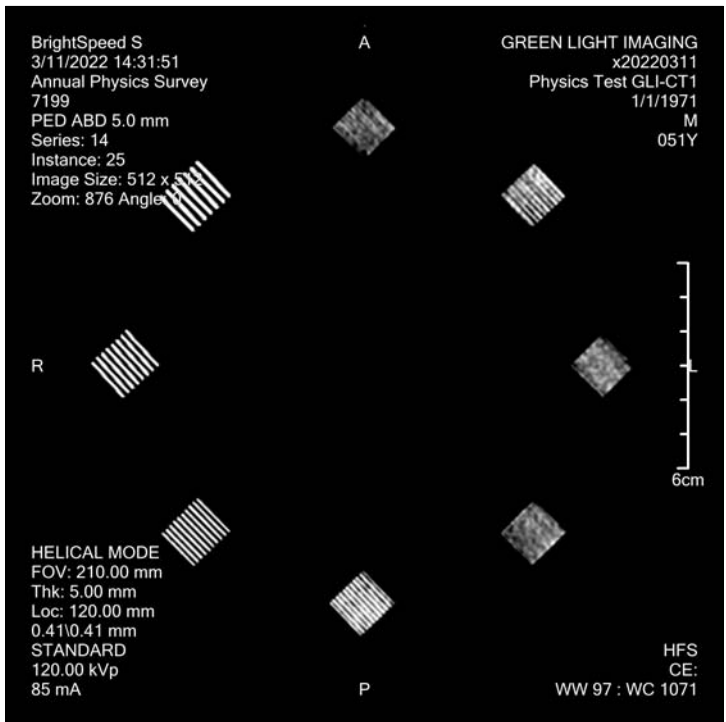 BrightSpeed S
3/11/2022 14:31:51
Annual Physics Survey
7199
PED ABD 5.0 mm
Series: 14
Instance: 25
Image Size: 512 x 512
Zoom: 876 Angle: 0
A
GREEN LIGHT IMAGING
x20220311
Physics Test GLI-CT1
1/1/1971
M
051Y
R
L
6cm
HELICAL MODE
FOV: 210.00 mm
Thk: 5.00 mm
Loc: 120.00 mm
0.41\0.41 mm
STANDARD
120.00 kVp
85 mA
P
HFS
CE:
WW 97 : WC 1071